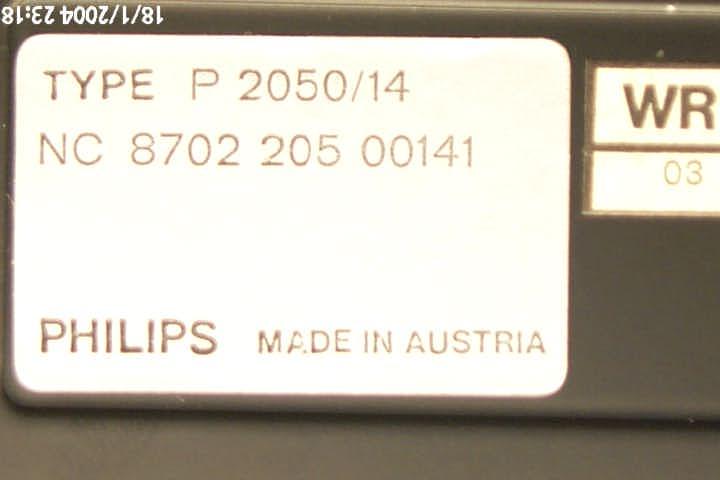 18/1/2004 23:18
TYPE P 2050/14
NC 8702 205 00141
PHILIPS MADE IN AUSTRIA
WR
03